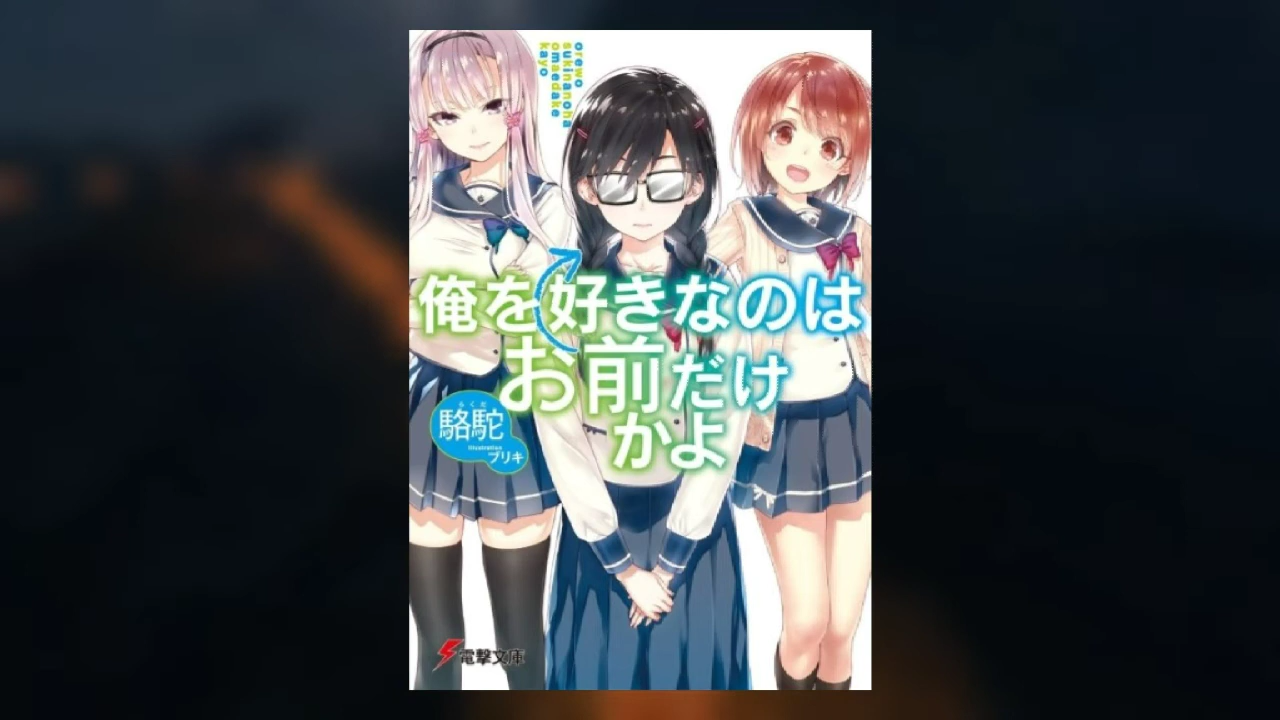 orewo
sukinanoha
omaedake
kayo
俺を好きなのは
お前だけ
かよ
らくだ
駱駝
Illustration
ブリキ
電撃文庫